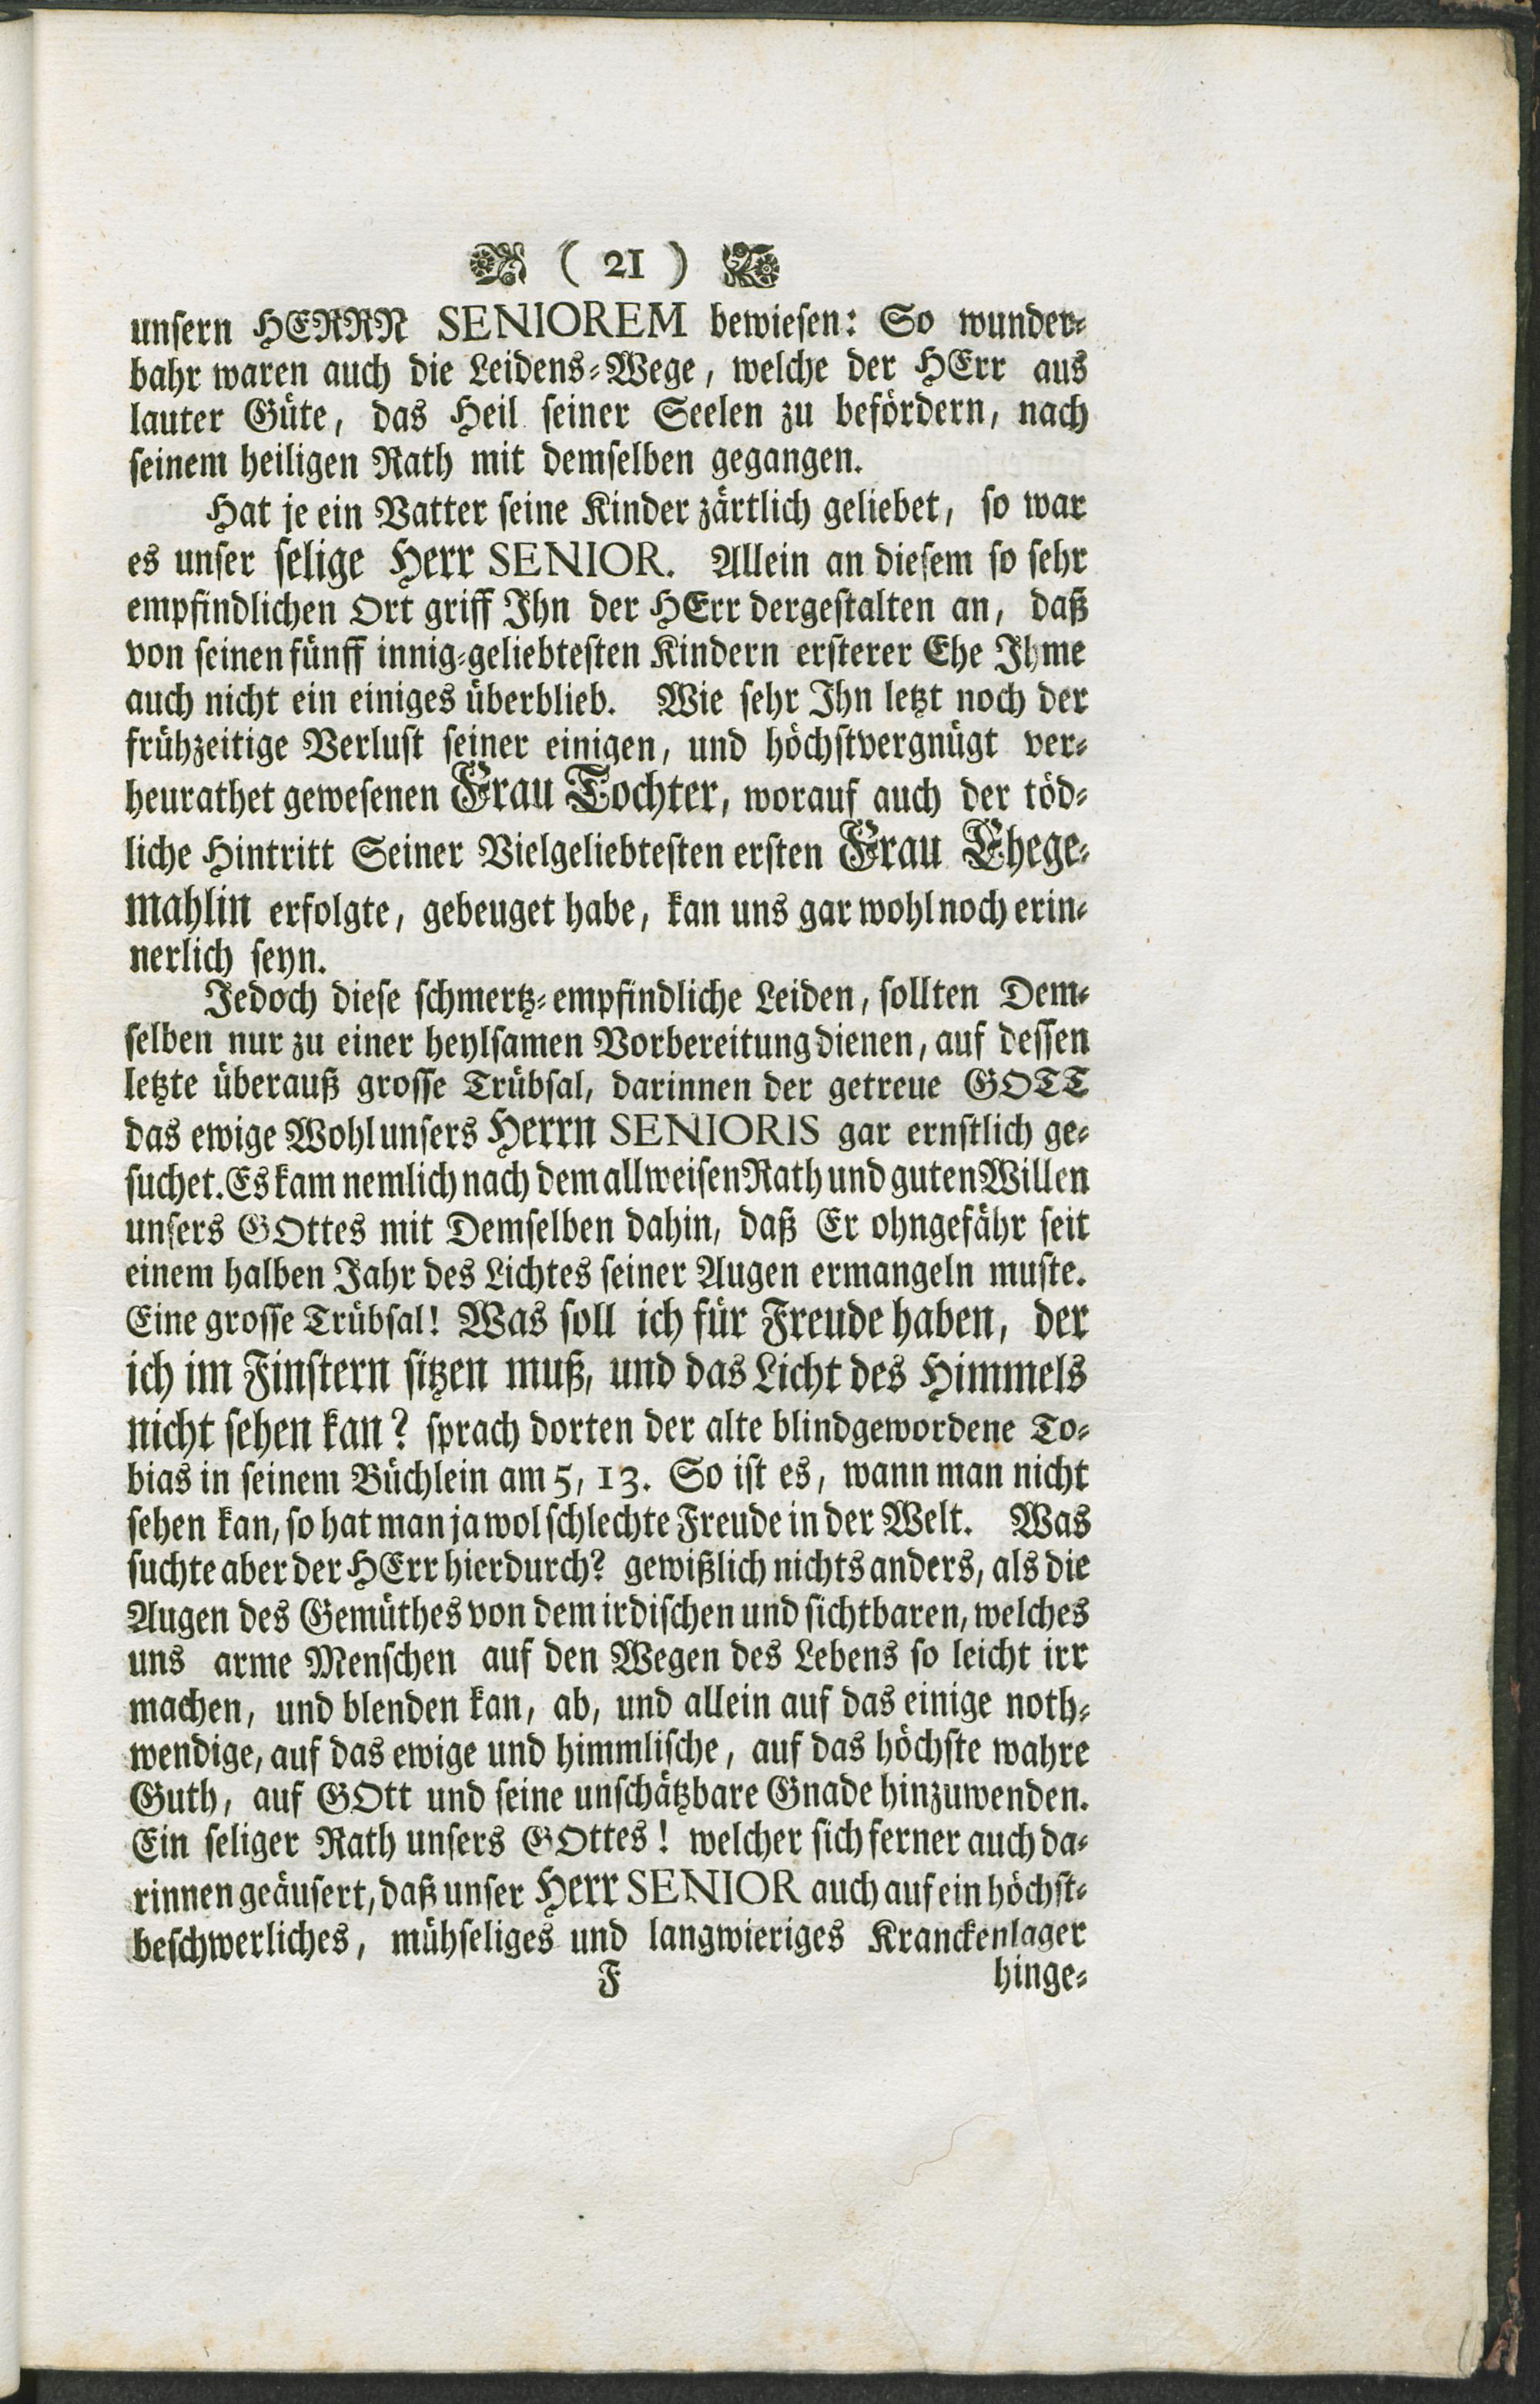 ( 21 )
unsern HERRN SENIOREM bewiesen: So wunder-
bahr waren auch die Leidens-Wege, welche der HErr aus
lauter Güte, das Heil seiner Seelen zu befördern, nach
seinem heiligen Rath mit demselben gegangen.
Hat je ein Vatter seine Kinder zärtlich geliebet, so war
es unser selige Herr SENIOR. Allein an diesem so sehr
empfindlichen Ort griff Ihn der HErr dergestalten an, daß
von seinen fünff innig-geliebtesten Kindern ersterer Ehe Ihme
auch nicht ein einiges überblieb. Wie sehr Ihn letzt noch der
frühzeitige Verlust seiner einigen, und höchstvergnügt ver-
heurathet gewesenen Frau Tochter, worauf auch der töd-
liche Hintritt Seiner Vielgeliebtesten ersten Frau Ehege-
mahlin erfolgte, gebeuget habe, kan uns gar wohl noch erin-
nerlich seyn.
Jedoch diese schmertz-empfindliche Leiden, sollten Dem-
selben nur zu einer heylsamen Vorbereitung dienen, auf dessen
letzte überauß grosse Trübsal, darinnen der getreue GOTT
das ewige Wohl unsers Herrn SENIORIS gar ernstlich ge-
suchet. Es kam nemlich nach dem allweisen Rath und guten Willen
unsers GOttes mit Demselben dahin, daß Er ohngefähr seit
einem halben Jahr des Lichtes seiner Augen ermangeln muste.
Eine grosse Trübsal! Was soll ich für Freude haben, der
ich im Finstern sitzen muß, und das Licht des Himmels
nicht sehen kan? sprach dorten der alte blindgewordene To-
bias in seinem Büchlein am 5, 13. So ist es, wann man nicht
sehen kan, so hat man ja wol schlechte Freude in der Welt. Was
suchte aber der HErr hierdurch? gewißlich nichts anders, als die
Augen des Gemüthes von dem irdischen und sichtbaren, welches
uns arme Menschen auf den Wegen des Lebens so leicht irr
machen, und blenden kan, ab, und allein auf das einige noth-
wendige, auf das ewige und himmlische, auf das höchste wahre
Guth, auf GOtt und seine unschätzbare Gnade hinzuwenden.
Ein seliger Rath unsers GOttes! welcher sich ferner auch da-
rinnen geäusert, daß unser Herr SENIOR auch auf ein höchst-
beschwerliches, mühseliges und langwieriges Kranckenlager
F hinge-